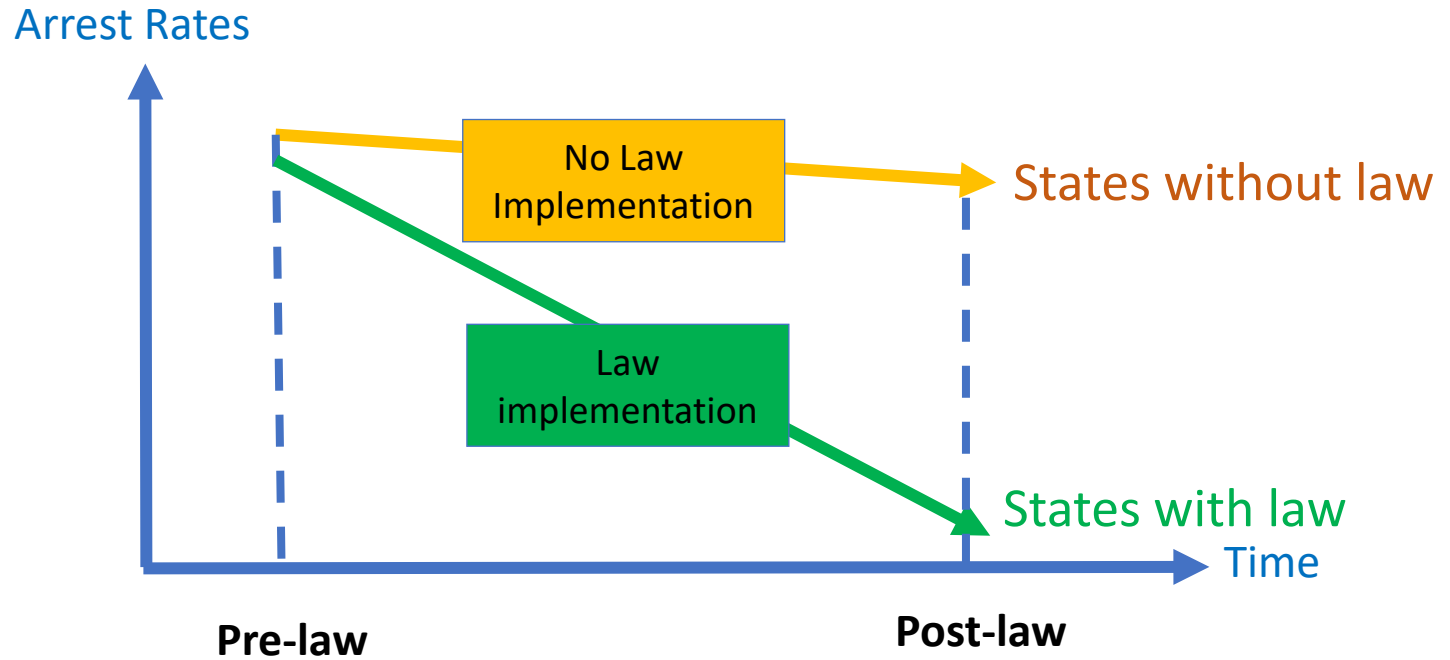 Arrest Rates
No Law
Implementation
States without law
Law
implementation
States with law
Time
Pre-law
Post-law